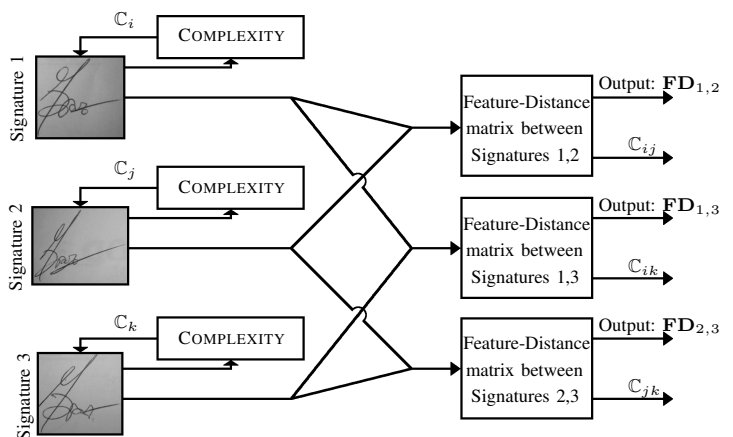 ℂ_i
COMPLEXITY
Signature 1
ℂ_j
COMPLEXITY
Signature 2
ℂ_k
COMPLEXITY
Signature 3
Feature-Distance
matrix between
Signatures 1,2
Output: FD_{1,2}
ℂ_{ij}
Feature-Distance
matrix between
Signatures 1,3
Output: FD_{1,3}
ℂ_{ik}
Feature-Distance
matrix between
Signatures 2,3
Output: FD_{2,3}
ℂ_{jk}